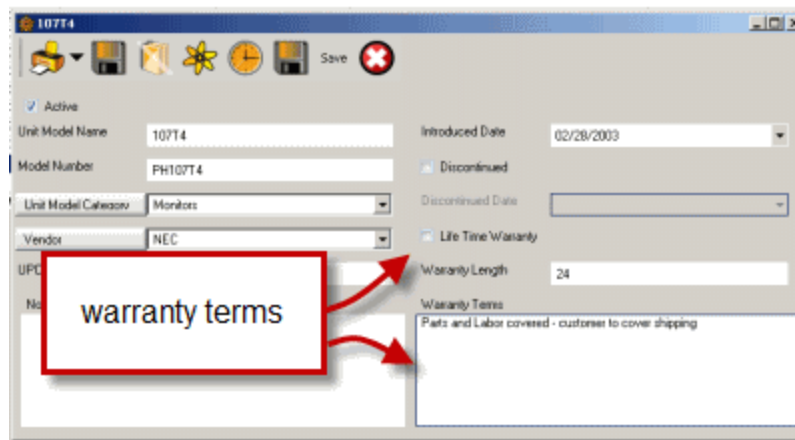 107T4
Save
Active
Unit Model Name
107T4
Introduced Date
02/28/2003
Model Number
PH107T4
Discontinued
Unit Model Category
Monitors
Discontinued Date
Vendor
NEC
Life Time Warranty
UPC
Warranty Length
24
No
warranty terms
Warranty Terms
Parts and Labor covered - customer to cover shipping